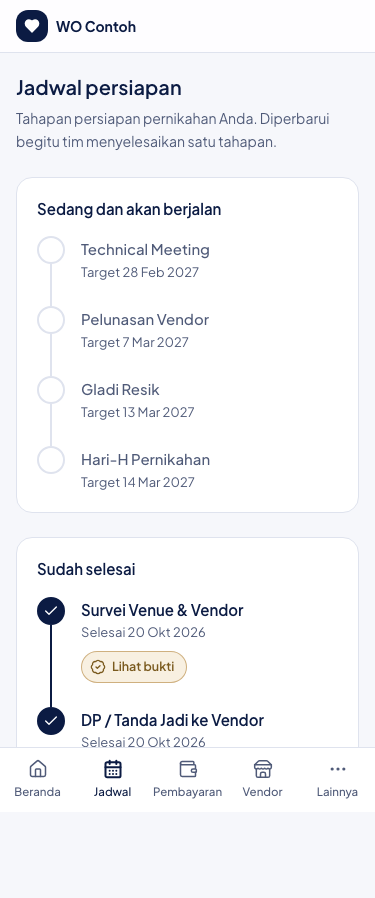 WO Contoh
Jadwal persiapan
Tahapan persiapan pernikahan Anda. Diperbarui
begitu tim menyelesaikan satu tahapan.
Sedang dan akan berjalan
Technical Meeting
Target 28 Feb 2027
Pelunasan Vendor
Target 7 Mar 2027
Gladi Resik
Target 13 Mar 2027
Hari-H Pernikahan
Target 14 Mar 2027
Sudah selesai
Survei Venue & Vendor
Selesai 20 Okt 2026
Lihat bukti
DP / Tanda Jadi ke Vendor
Selesai 20 Okt 2026
Beranda
Jadwal
Pembayaran
Vendor
Lainnya